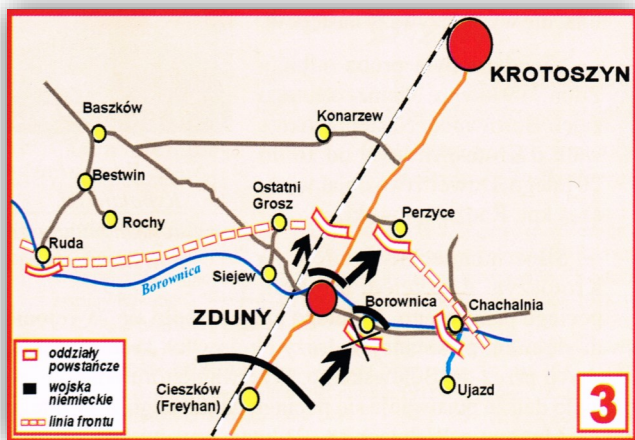 KROTOSZYN
Baszków
Konarzew
Bestwin
Ostatni
Grosz
Rochy
Perzyce
Ruda
Borownica
Siejew
ZDUNY
Borownica
Chachalnia
Cieszków
(Freyhan)
Ujazd
oddziały
powstańcze
wojska
niemieckie
linia frontu
3